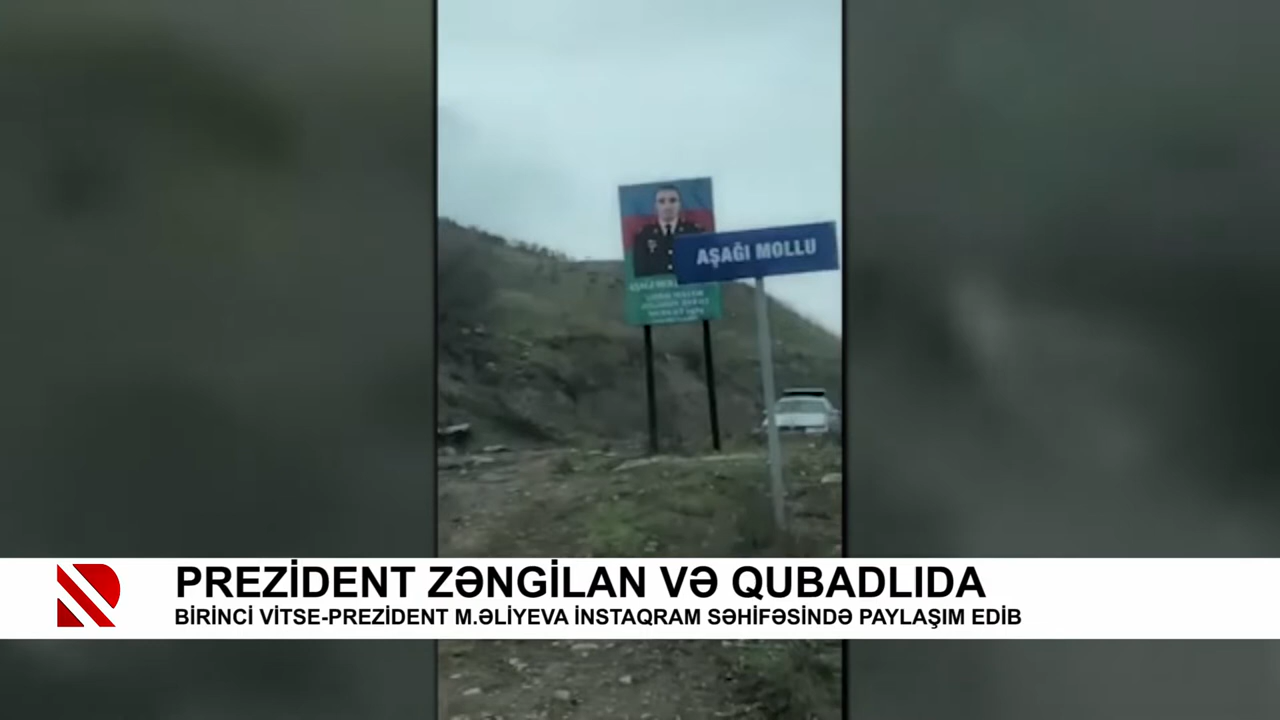 AŞAĞI MOLLU
PREZİDENT ZƏNGİLAN VƏ QUBADLIDA
BİRİNCİ VİTSE-PREZİDENT M.ƏLİYEVA İNSTAQRAM SƏHİFƏSİNDƏ PAYLAŞIM EDİB